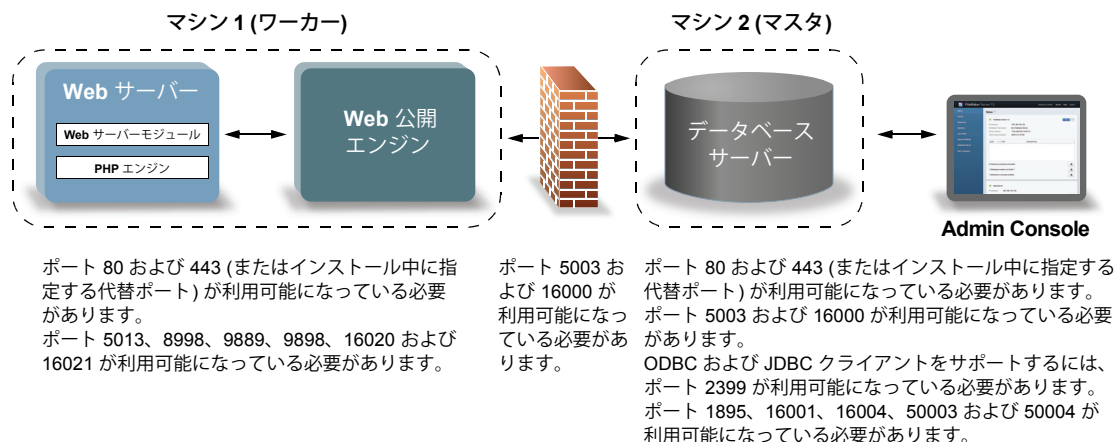 マシン 1 (ワーカー)
マシン 2 (マスタ)
Web サーバー
Web サーバーモジュール
PHP エンジン
Web 公開
エンジン
データベース
サーバー
Admin Console
ポート 80 および 443 (またはインストール中に指
定する代替ポート) が利用可能になっている必要
があります。
ポート 5013、8998、9889、9898、16020 および
16021 が利用可能になっている必要があります。
ポート 5003 お
よび 16000 が
利用可能になっ
ている必要があ
ります。
ポート 80 および 443 (またはインストール中に指定する
代替ポート) が利用可能になっている必要があります。
ポート 5003 および 16000 が利用可能になっている必要
があります。
ODBC および JDBC クライアントをサポートするには、
ポート 2399 が利用可能になっている必要があります。
ポート 1895、16001、16004、50003 および 50004 が
利用可能になっている必要があります。